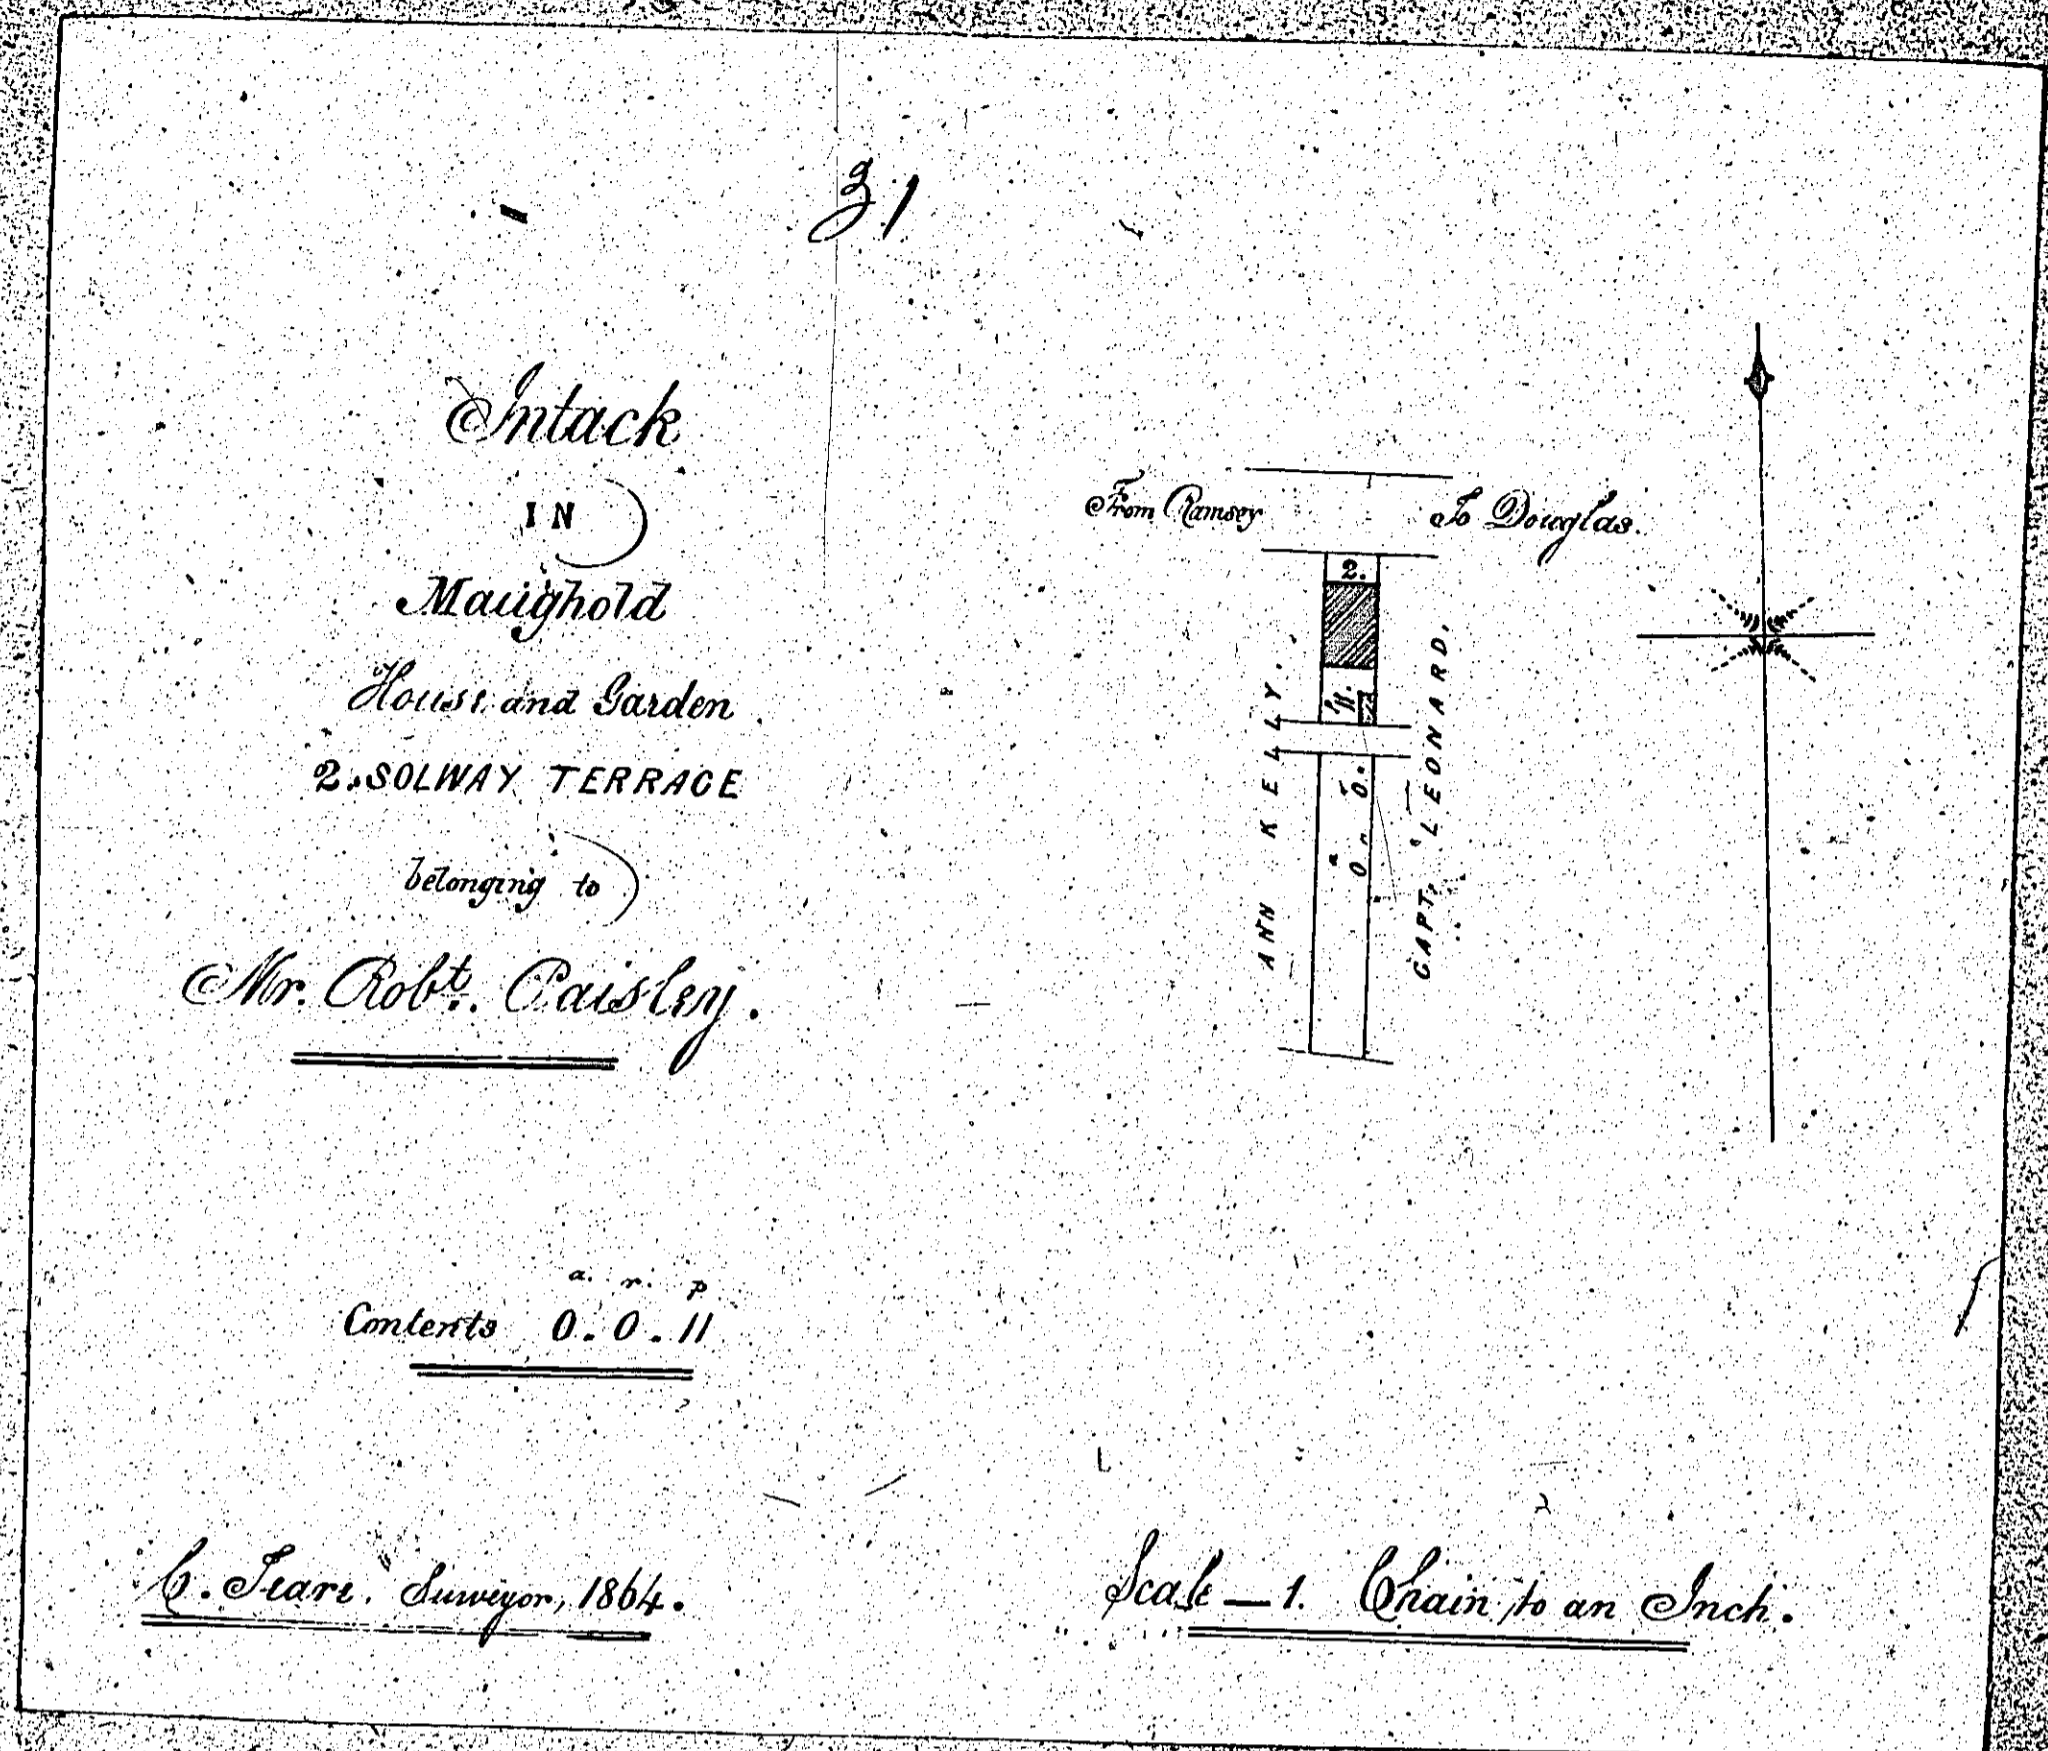 31
Intack
IN
Maughold
House and Garden
2. SOLWAY TERRACE
belonging to
Mr. Robt. Paisley.
a. r. p
Contents 0. 0. 11
C. Teare. Surveyor, 1864.
From Ramsey
To Douglas.
2.
ANN KELLY.
a r p
0 " 0. 11.
CAPT. LEONARD,
Scale — 1. Chain to an Inch.